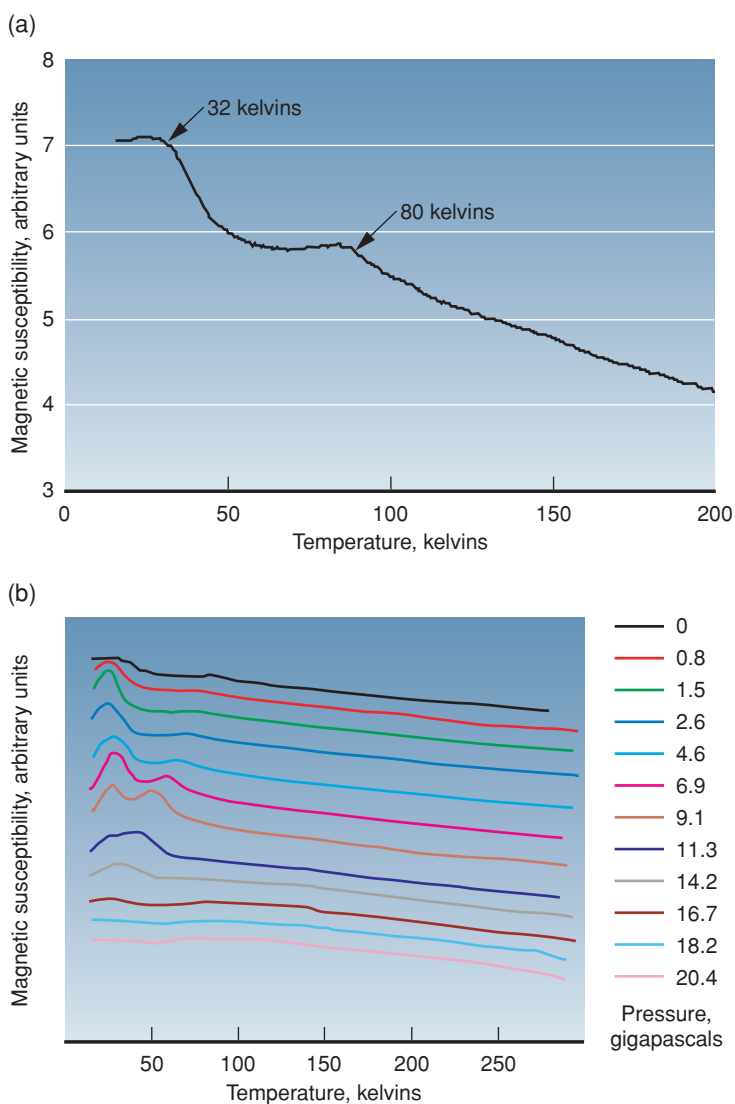 (a)
8
7
6
5
4
3
Magnetic susceptibility, arbitrary units
32 kelvins
80 kelvins
0
50
100
150
200
Temperature, kelvins
(b)
Magnetic susceptibility, arbitrary units
50
100
150
200
250
Temperature, kelvins
0
0.8
1.5
2.6
4.6
6.9
9.1
11.3
14.2
16.7
18.2
20.4
Pressure,
gigapascals